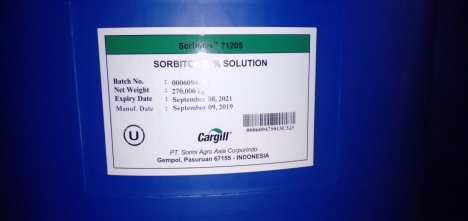 71205
SORBITOL % SOLUTION
Batch No. :
Net Weight : 270,000 kg
Expiry Date : September 08, 2021
Manuf. Date : September 09, 2019
U
Cargill
PT. Sorini Agro Asia Corporindo
Gempol, Pasuruan 67155 - INDONESIA